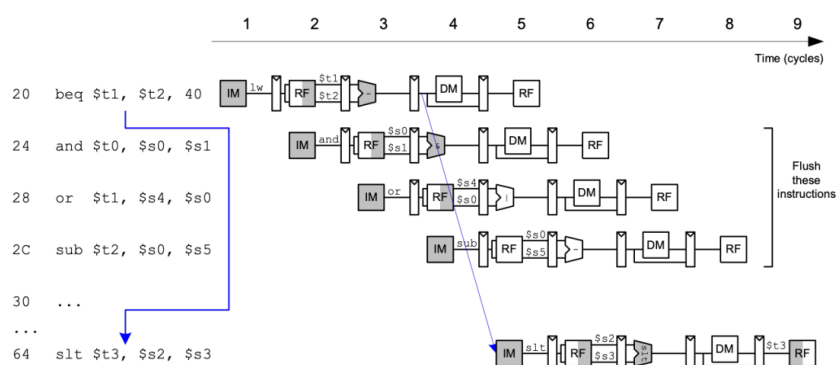 1 2 3 4 5 6 7 8 9
Time (cycles)
20 beq $t1, $t2, 40 IM lw RF $t1 $t2 - DM RF
24 and $t0, $s0, $s1 IM and RF $s0 $s1 & DM RF
28 or $t1, $s4, $s0 IM or RF $s4 $s0 | DM RF
2C sub $t2, $s0, $s5 IM sub RF $s0 $s5 - DM RF
Flush
these
instructions
30 ...
...
64 slt $t3, $s2, $s3 IM slt RF $s2 $s3 slt DM $t3 RF